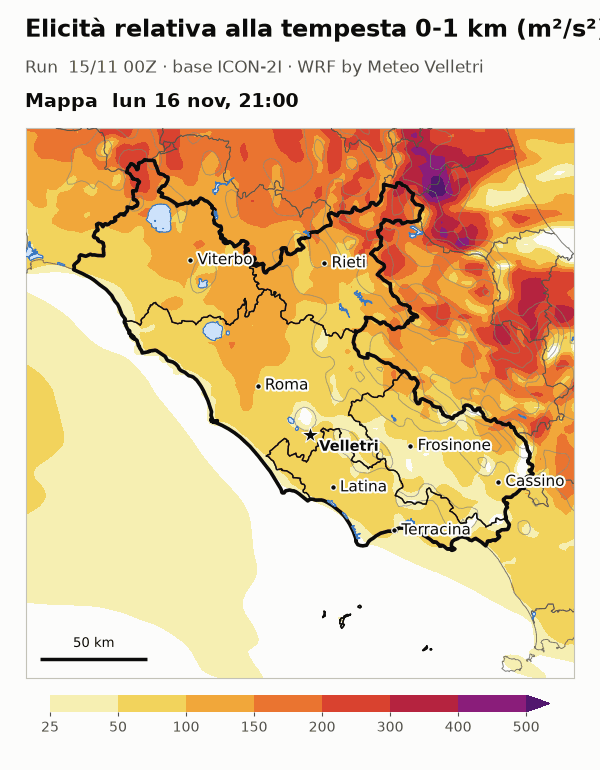 Elicità relativa alla tempesta 0-1 km (m²/s²)
Run 15/11 00Z · base ICON-2I · WRF by Meteo Velletri
Mappa lun 16 nov, 21:00
Viterbo
Rieti
Roma
Velletri
Frosinone
Cassino
Latina
Terracina
50 km
25 50 100 150 200 300 400 500